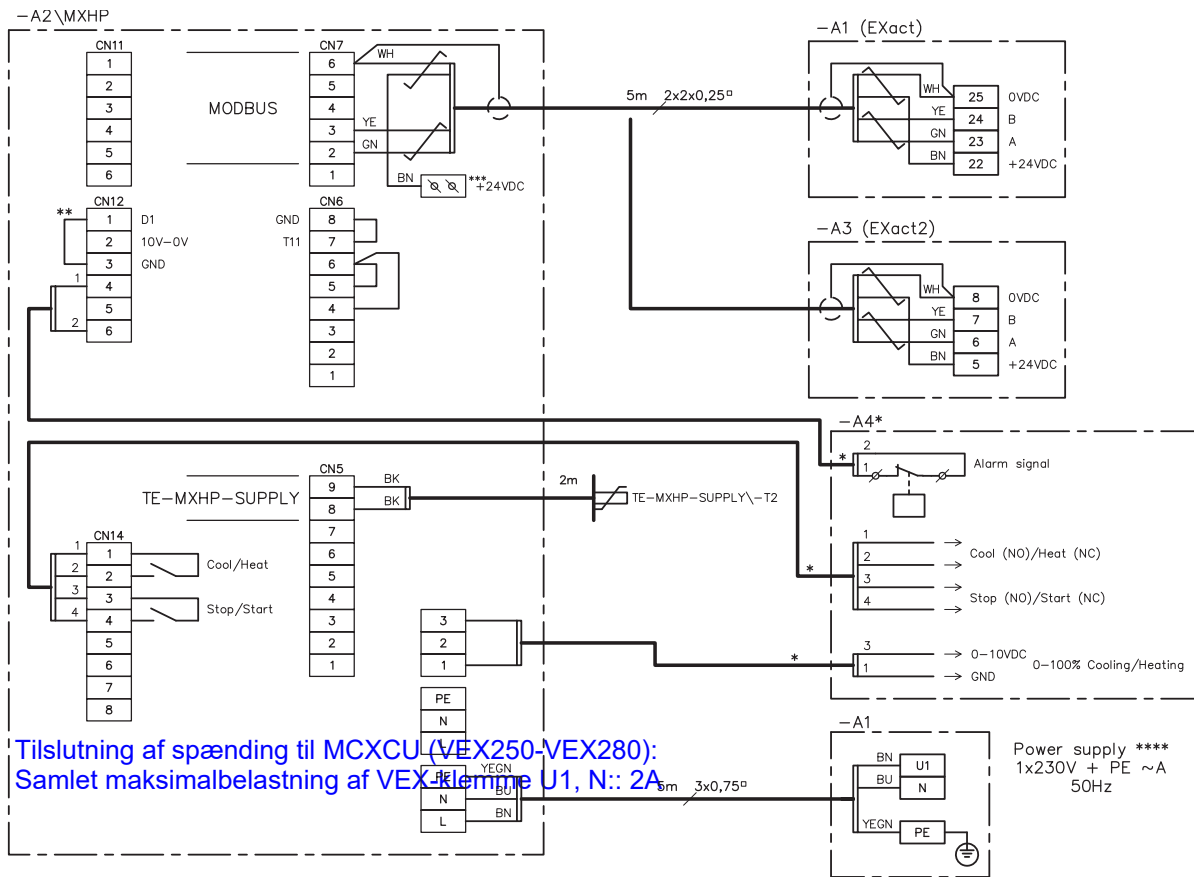 -A2\MXHP
CN11
1
2
3
4
5
6
MODBUS
CN7
6
5
4
3
2
1
WH
YE
GN
BN
***
+24VDC
5m 2x2x0,25□
-A1 (EXact)
WH 25 0VDC
YE 24 B
GN 23 A
BN 22 +24VDC
**
CN12
1 D1
2 10V-0V
3 GND
1 4
5
2 6
CN6
GND 8
T11 7
6
5
4
3
2
1
-A3 (EXact2)
WH 8 0VDC
YE 7 B
GN 6 A
BN 5 +24VDC
-A4*
*
2
1
Alarm signal
TE-MXHP-SUPPLY
CN5
9 BK
8 BK
7
6
5
4
3
2
1
2m
TE-MXHP-SUPPLY\-T2
CN14
1 1
2 2
3 3
4 4
5
6
7
8
Cool/Heat
Stop/Start
*
1
2
Cool (NO)/Heat (NC)
3
4
Stop (NO)/Start (NC)
3
2
1
*
3 0-10VDC
1 GND
0-100% Cooling/Heating
PE
N
L
Tilslutning af spænding til MCXCU (VEX250-VEX280):
Samlet maksimalbelastning af VEX-klemme U1, N:: 2A
PE YEGN
N BU
L BN
5m 3x0,75□
-A1
BN U1
BU N
YEGN PE
Power supply ****
1x230V + PE ~A
50Hz